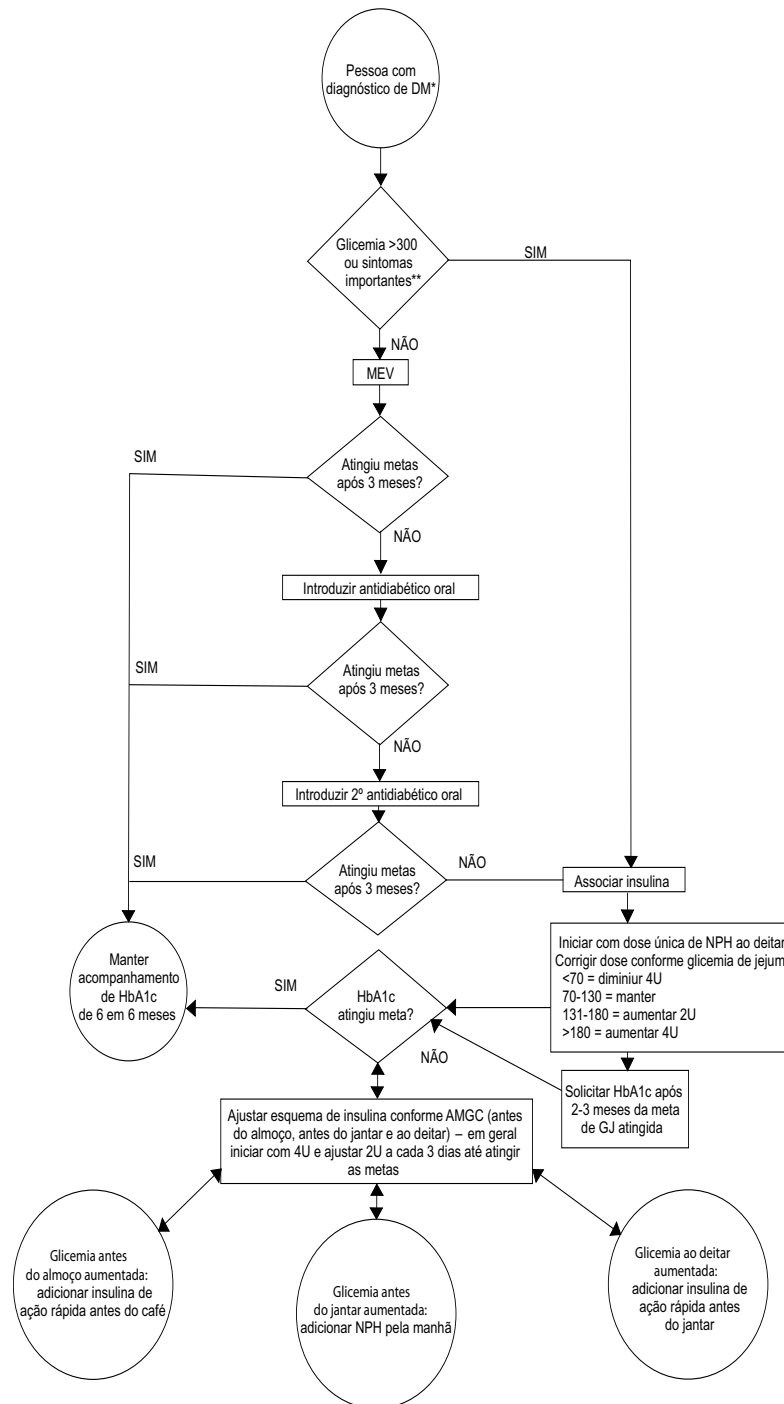 Pessoa com
diagnóstico de DM*
Glicemia >300
ou sintomas
importantes**
SIM
NÃO
MEV
SIM
Atingiu metas
após 3 meses?
NÃO
Introduzir antidiabético oral
SIM
Atingiu metas
após 3 meses?
NÃO
Introduzir 2º antidiabético oral
SIM
Atingiu metas
após 3 meses?
NÃO
Associar insulina
Iniciar com dose única de NPH ao deitar
Corrigir dose conforme glicemia de jejum
<70 = diminiur 4U
70-130 = manter
131-180 = aumentar 2U
>180 = aumentar 4U
Manter
acompanhamento
de HbA1c
de 6 em 6 meses
SIM
HbA1c
atingiu meta?
NÃO
Solicitar HbA1c após
2-3 meses da meta
de GJ atingida
Ajustar esquema de insulina conforme AMGC (antes
do almoço, antes do jantar e ao deitar) – em geral
iniciar com 4U e ajustar 2U a cada 3 dias até atingir
as metas
Glicemia antes
do almoço aumentada:
adicionar insulina de
ação rápida antes do café
Glicemia antes
do jantar aumentada:
adicionar NPH pela manhã
Glicemia ao deitar
aumentada:
adicionar insulina de
ação rápida antes
do jantar